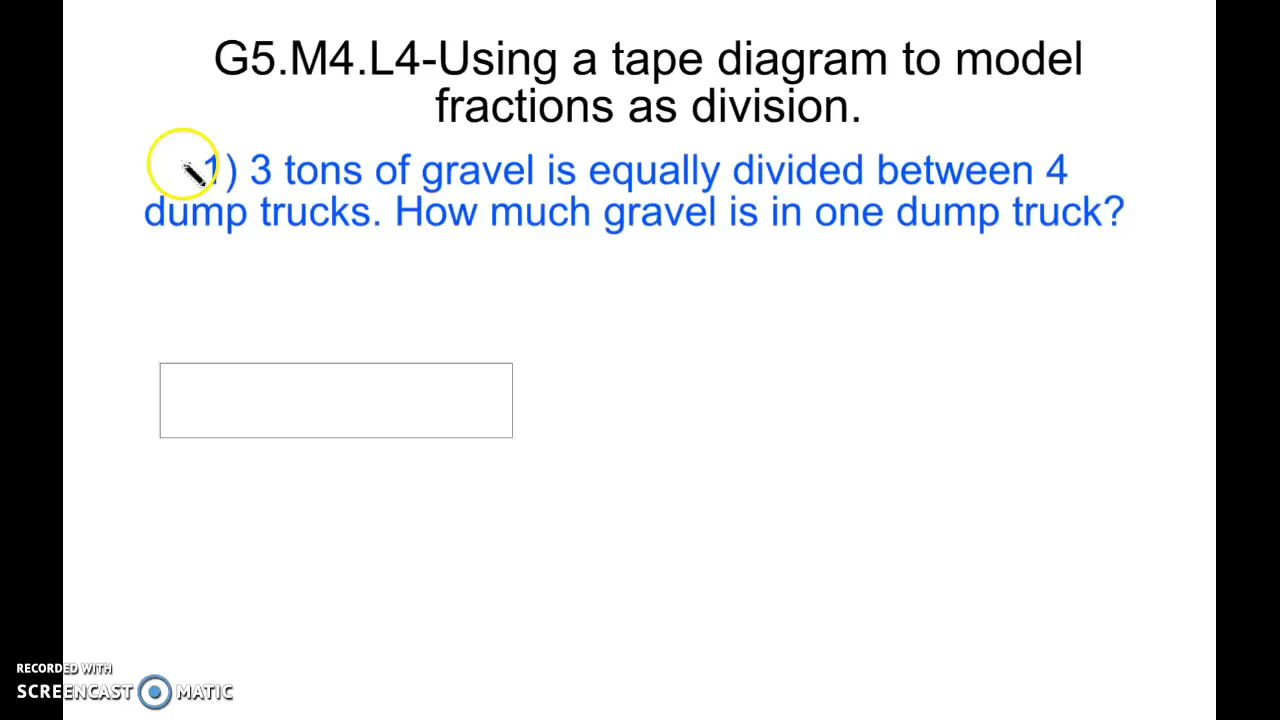 G5.M4.L4-Using a tape diagram to model
fractions as division.
1) 3 tons of gravel is equally divided between 4
dump trucks. How much gravel is in one dump truck?
RECORDED WITH
SCREENCAST MATIC